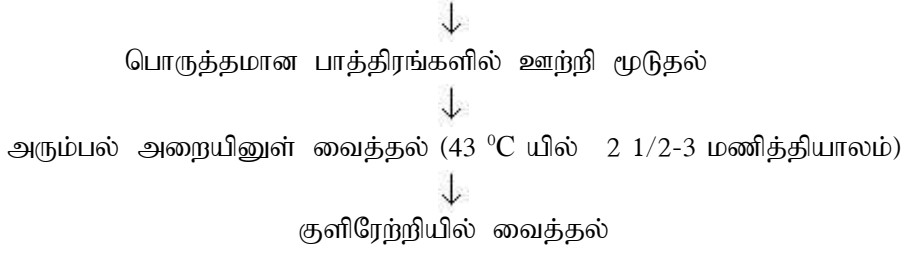 ↓
பொருத்தமான பாத்திரங்களில் ஊற்றி மூடுதல்
↓
அரும்பல் அறையினுள் வைத்தல் (43 ⁰C யில் 2 1/2-3 மணித்தியாலம்)
↓
குளிரேற்றியில் வைத்தல்